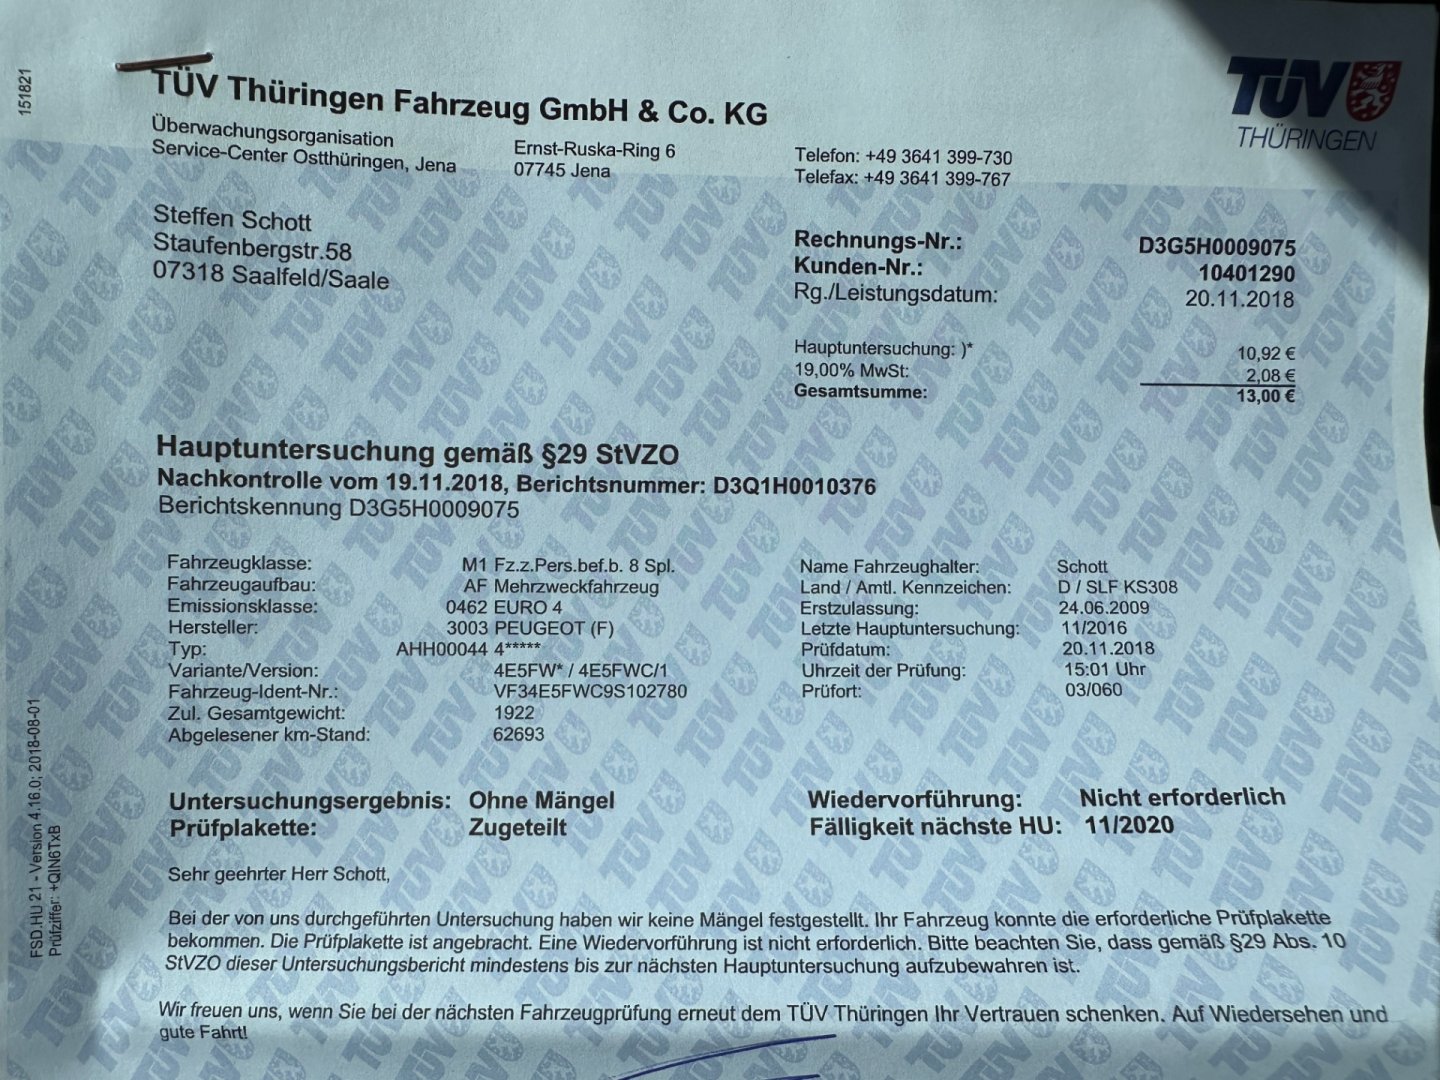 151821
TÜV Thüringen Fahrzeug GmbH & Co. KG
TÜV
THÜRINGEN
Überwachungsorganisation
Service-Center Ostthüringen, Jena
Ernst-Ruska-Ring 6
07745 Jena
Telefon: +49 3641 399-730
Telefax: +49 3641 399-767
Steffen Schott
Staufenbergstr.58
07318 Saalfeld/Saale
Rechnungs-Nr.: D3G5H0009075
Kunden-Nr.: 10401290
Rg./Leistungsdatum: 20.11.2018
Hauptuntersuchung: )* 10,92 €
19,00% MwSt: 2,08 €
Gesamtsumme: 13,00 €
Hauptuntersuchung gemäß §29 StVZO
Nachkontrolle vom 19.11.2018, Berichtsnummer: D3Q1H0010376
Berichtskennung D3G5H0009075
Fahrzeugklasse: M1 Fz.z.Pers.bef.b. 8 Spl.
Fahrzeugaufbau: AF Mehrzweckfahrzeug
Emissionsklasse: 0462 EURO 4
Hersteller: 3003 PEUGEOT (F)
Typ: AHH00044 4*****
Variante/Version: 4E5FW* / 4E5FWC/1
Fahrzeug-Ident-Nr.: VF34E5FWC9S102780
Zul. Gesamtgewicht: 1922
Abgelesener km-Stand: 62693
Name Fahrzeughalter: Schott
Land / Amtl. Kennzeichen: D / SLF KS308
Erstzulassung: 24.06.2009
Letzte Hauptuntersuchung: 11/2016
Prüfdatum: 20.11.2018
Uhrzeit der Prüfung: 15:01 Uhr
Prüfort: 03/060
Untersuchungsergebnis: Ohne Mängel
Prüfplakette: Zugeteilt
Wiedervorführung: Nicht erforderlich
Fälligkeit nächste HU: 11/2020
Sehr geehrter Herr Schott,
Bei der von uns durchgeführten Untersuchung haben wir keine Mängel festgestellt. Ihr Fahrzeug konnte die erforderliche Prüfplakette
bekommen. Die Prüfplakette ist angebracht. Eine Wiedervorführung ist nicht erforderlich. Bitte beachten Sie, dass gemäß §29 Abs. 10
StVZO dieser Untersuchungsbericht mindestens bis zur nächsten Hauptuntersuchung aufzubewahren ist.
Wir freuen uns, wenn Sie bei der nächsten Fahrzeugprüfung erneut dem TÜV Thüringen Ihr Vertrauen schenken. Auf Wiedersehen und
gute Fahrt!
FSD.HU 21 - Version 4.16.0; 2018-08-01
Prüfziffer: +QIN6TxB